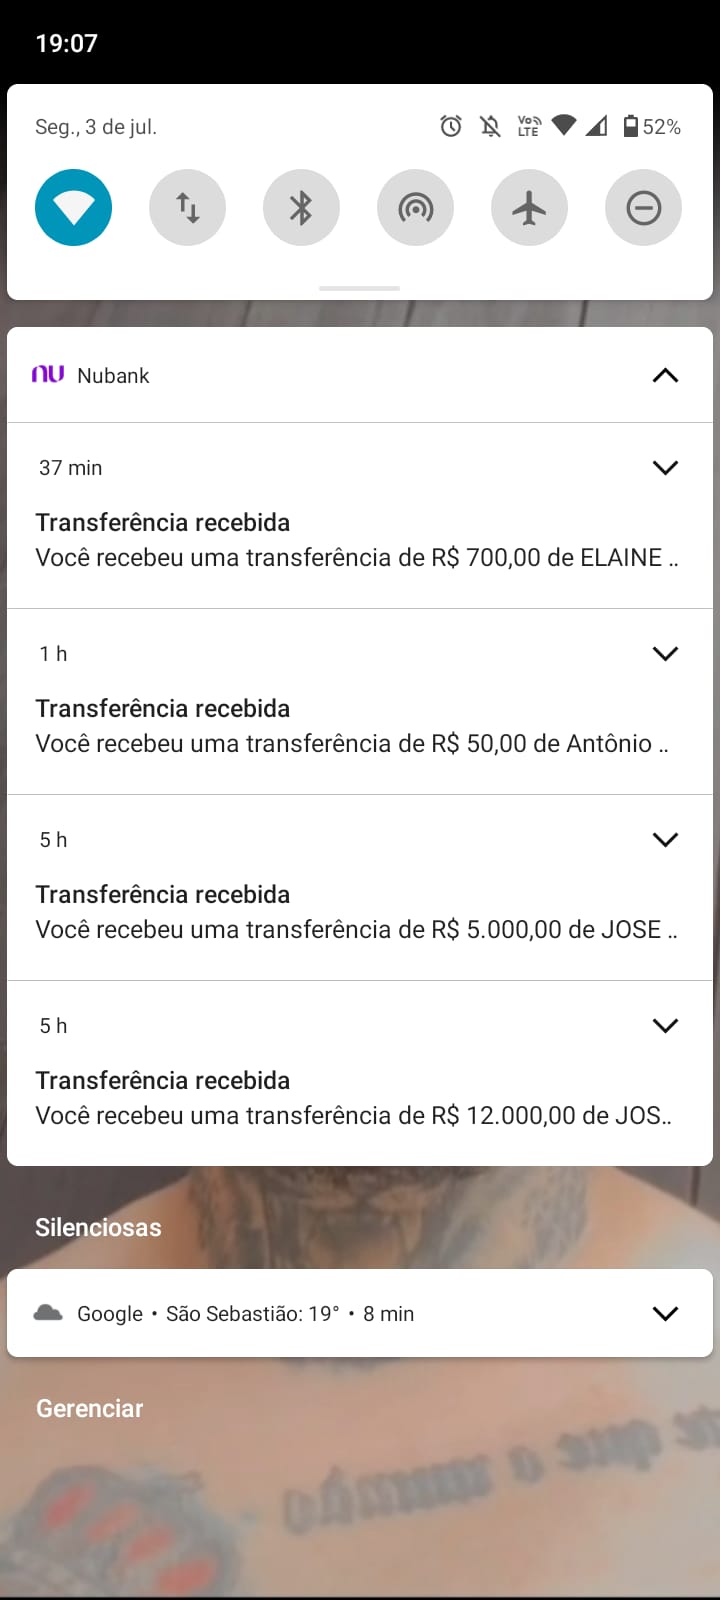 19:07
Seg., 3 de jul.
Vo LTE
52%
nu Nubank
37 min
Transferência recebida
Você recebeu uma transferência de R$ 700,00 de ELAINE ..
1 h
Transferência recebida
Você recebeu uma transferência de R$ 50,00 de Antônio ..
5 h
Transferência recebida
Você recebeu uma transferência de R$ 5.000,00 de JOSE ..
5 h
Transferência recebida
Você recebeu uma transferência de R$ 12.000,00 de JOS..
Silenciosas
Google • São Sebastião: 19° • 8 min
Gerenciar
que o mundo